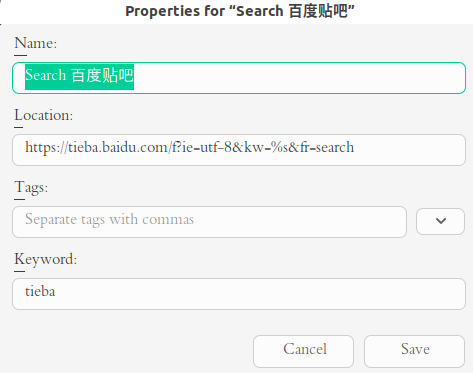 Properties for “Search 百度贴吧”
Name:
Search 百度贴吧
Location:
https://tieba.baidu.com/f?ie=utf-8&kw=%s&fr=search
Tags:
Separate tags with commas
Keyword:
tieba
Cancel
Save